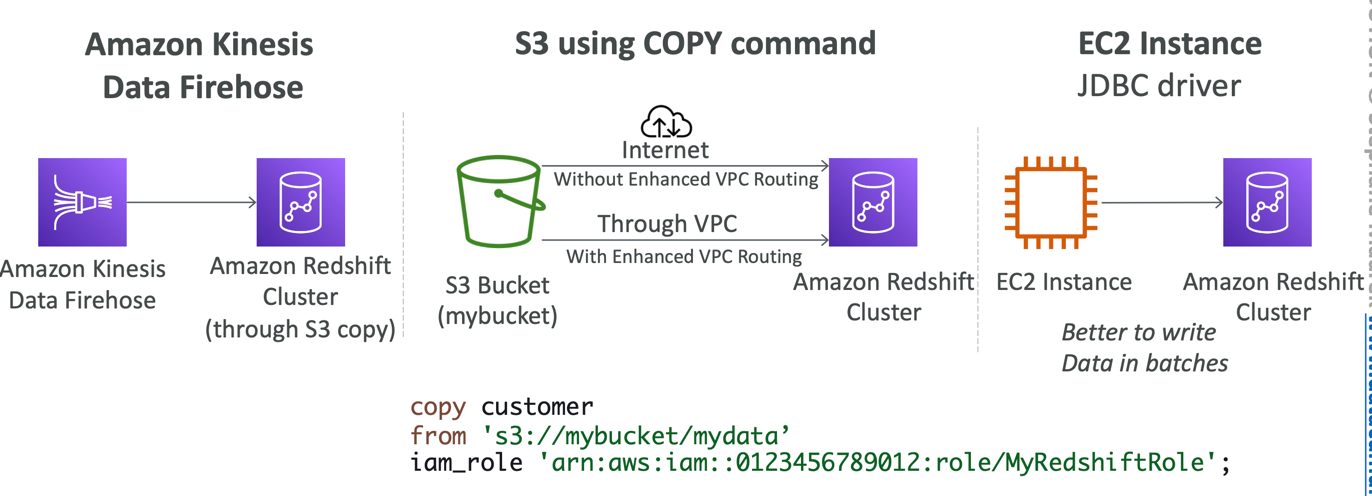 Amazon Kinesis
Data Firehose
Amazon Kinesis
Data Firehose
Amazon Redshift
Cluster
(through S3 copy)
S3 using COPY command
Internet
Without Enhanced VPC Routing
Through VPC
With Enhanced VPC Routing
S3 Bucket
(mybucket)
Amazon Redshift
Cluster
EC2 Instance
JDBC driver
EC2 Instance
Amazon Redshift
Cluster
Better to write
Data in batches
copy customer
from 's3://mybucket/mydata’
iam_role 'arn:aws:iam::0123456789012:role/MyRedshiftRole';